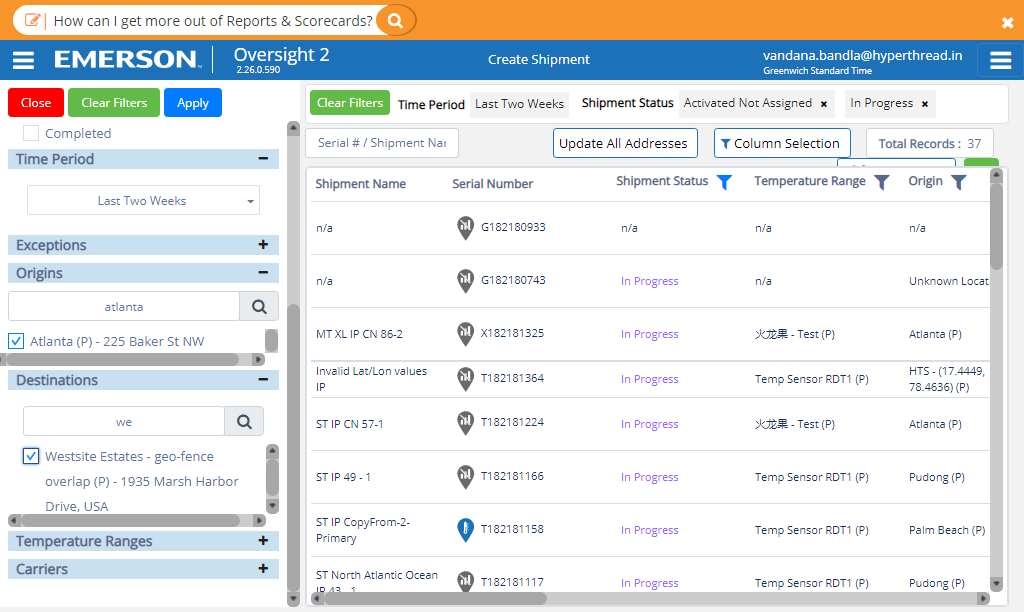 How can I get more out of Reports & Scorecards?
EMERSON
Oversight 2
2.26.0.590
Create Shipment
vandana.bandla@hyperthread.in
Greenwich Standard Time
Close
Clear Filters
Apply
Completed
Time Period
Last Two Weeks
Exceptions
Origins
atlanta
Atlanta (P) - 225 Baker St NW
Destinations
we
Westsite Estates - geo-fence
overlap (P) - 1935 Marsh Harbor
Drive, USA
Temperature Ranges
Carriers
Clear Filters Time Period Last Two Weeks Shipment Status Activated Not Assigned × In Progress ×
Serial # / Shipment Nar Update All Addresses Column Selection Total Records : 37
Shipment Name Serial Number Shipment Status Temperature Range Origin
n/a G182180933 n/a n/a n/a
n/a G182180743 In Progress n/a Unknown Locat
MT XL IP CN 86-2 X182181325 In Progress 火龙果 - Test (P) Atlanta (P)
Invalid Lat/Lon values
IP T182181364 In Progress Temp Sensor RDT1 (P) HTS - (17.4449,
78.4636) (P)
ST IP CN 57-1 T182181224 In Progress 火龙果 - Test (P) Atlanta (P)
ST IP 49 - 1 T182181166 In Progress Temp Sensor RDT1 (P) Pudong (P)
ST IP CopyFrom-2-
Primary T182181158 In Progress Temp Sensor RDT1 (P) Palm Beach (P)
ST North Atlantic Ocean
IP 43 - 1 T182181117 In Progress Temp Sensor RDT1 (P) Pudong (P)